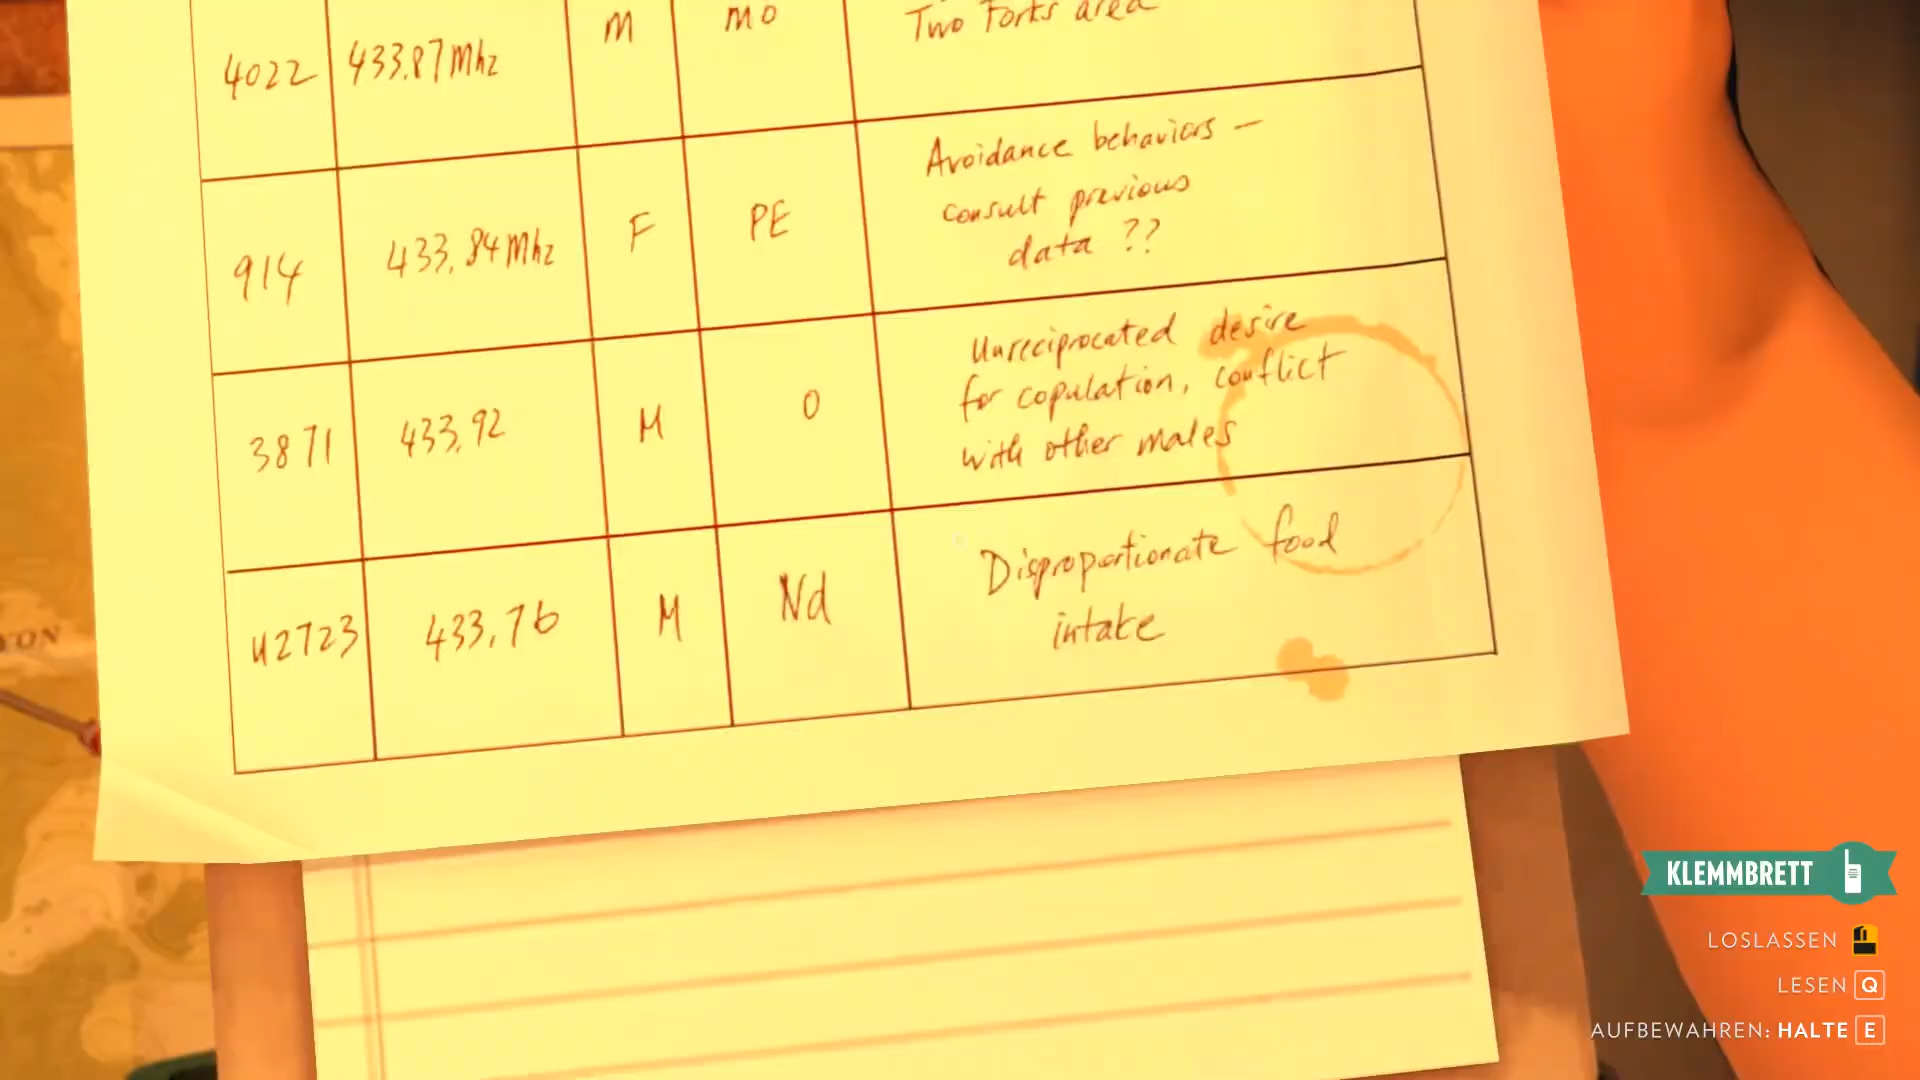 Two Forks area
4022 433.87Mhz M MO
Avoidance behaviors –
consult previous
data ??
914 433.84Mhz F PE
Unreciprocated desire
for copulation, conflict
with other males
3871 433.92 M O
Disproportionate food
intake
42723 433.76 M Nd
YON
KLEMMBRETT
LOSLASSEN
LESEN Q
AUFBEWAHREN: HALTE E